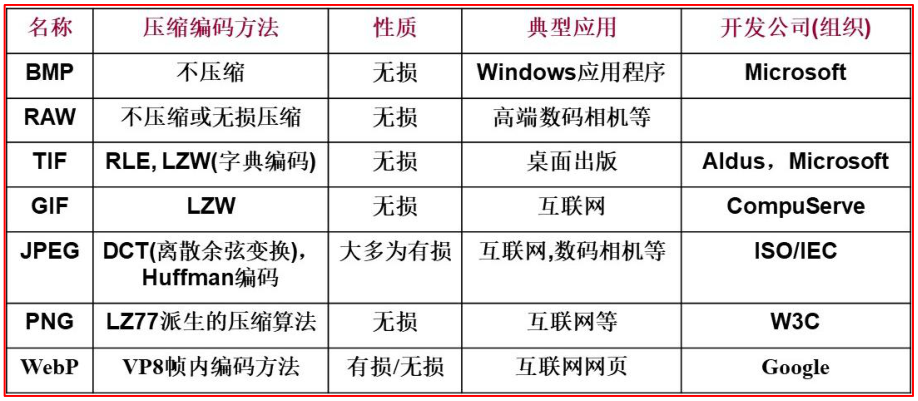 名称 压缩编码方法 性质 典型应用 开发公司(组织)
BMP 不压缩 无损 Windows应用程序 Microsoft
RAW 不压缩或无损压缩 无损 高端数码相机等
TIF RLE, LZW(字典编码) 无损 桌面出版 Aldus，Microsoft
GIF LZW 无损 互联网 CompuServe
JPEG DCT(离散余弦变换)， 大多为有损 互联网,数码相机等 ISO/IEC
Huffman编码
PNG LZ77派生的压缩算法 无损 互联网等 W3C
WebP VP8帧内编码方法 有损/无损 互联网网页 Google